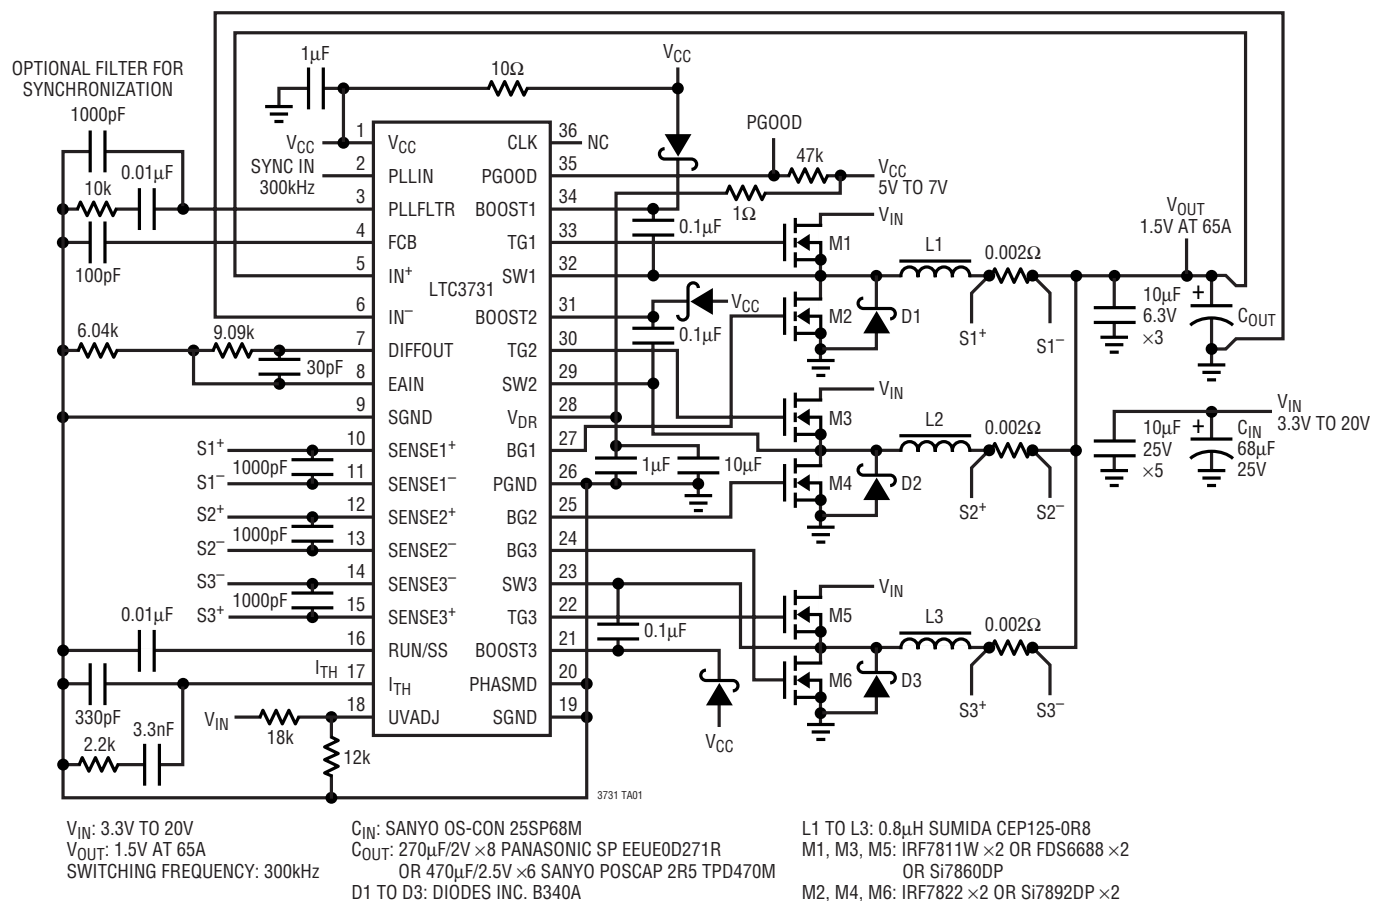 OPTIONAL FILTER FOR
SYNCHRONIZATION
1000pF
0.01µF
10k
100pF
1µF
10Ω
VCC
VCC
SYNC IN
300kHz
6.04k
9.09k
30pF
S1+
1000pF
S1−
S2+
1000pF
S2−
S3−
1000pF
S3+
0.01µF
ITH
330pF
2.2k
3.3nF
VIN
18k
12k
LTC3731
1 VCC
2 PLLIN
3 PLLFLTR
4 FCB
5 IN+
6 IN−
7 DIFFOUT
8 EAIN
9 SGND
10 SENSE1+
11 SENSE1−
12 SENSE2+
13 SENSE2−
14 SENSE3−
15 SENSE3+
16 RUN/SS
17 ITH
18 UVADJ
CLK 36 NC
PGOOD 35
BOOST1 34
TG1 33
SW1 32
BOOST2 31
TG2 30
SW2 29
VDR 28
BG1 27
PGND 26
BG2 25
BG3 24
SW3 23
TG3 22
BOOST3 21
PHASMD 20
SGND 19
PGOOD
47k
VCC
5V TO 7V
1Ω
0.1µF
VCC
0.1µF
1µF
10µF
0.1µF
VCC
VIN
M1
M2
D1
L1
0.002Ω
S1+
S1−
VIN
M3
M4
D2
L2
0.002Ω
S2+
S2−
VIN
M5
M6
D3
L3
0.002Ω
S3+
S3−
VOUT
1.5V AT 65A
10µF
6.3V
×3
+
COUT
VIN
3.3V TO 20V
10µF
25V
×5
+
CIN
68µF
25V
3731 TA01
VIN: 3.3V TO 20V
VOUT: 1.5V AT 65A
SWITCHING FREQUENCY: 300kHz
CIN: SANYO OS-CON 25SP68M
COUT: 270µF/2V ×8 PANASONIC SP EEUE0D271R
OR 470µF/2.5V ×6 SANYO POSCAP 2R5 TPD470M
D1 TO D3: DIODES INC. B340A
L1 TO L3: 0.8µH SUMIDA CEP125-0R8
M1, M3, M5: IRF7811W ×2 OR FDS6688 ×2
OR Si7860DP
M2, M4, M6: IRF7822 ×2 OR Si7892DP ×2